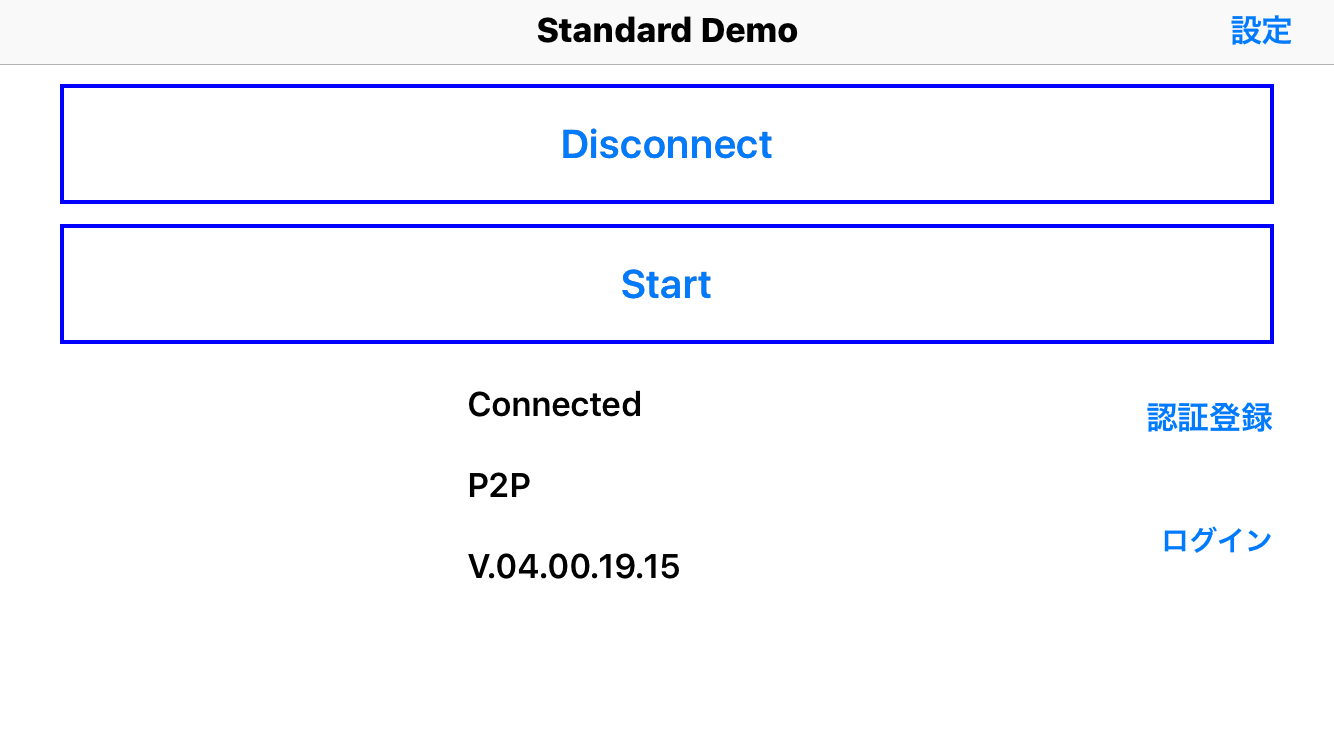 Standard Demo
設定
Disconnect
Start
Connected
認証登録
P2P
ログイン
V.04.00.19.15